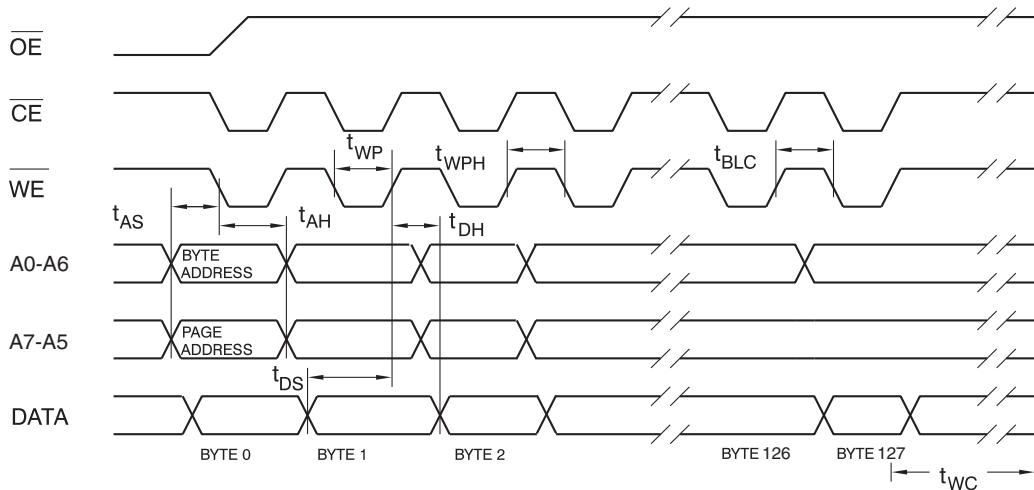 OE
CE
tWP
tWPH
tBLC
WE
tAS
tAH
tDH
A0-A6
BYTE
ADDRESS
A7-A5
PAGE
ADDRESS
tDS
DATA
BYTE 0
BYTE 1
BYTE 2
BYTE 126
BYTE 127
tWC